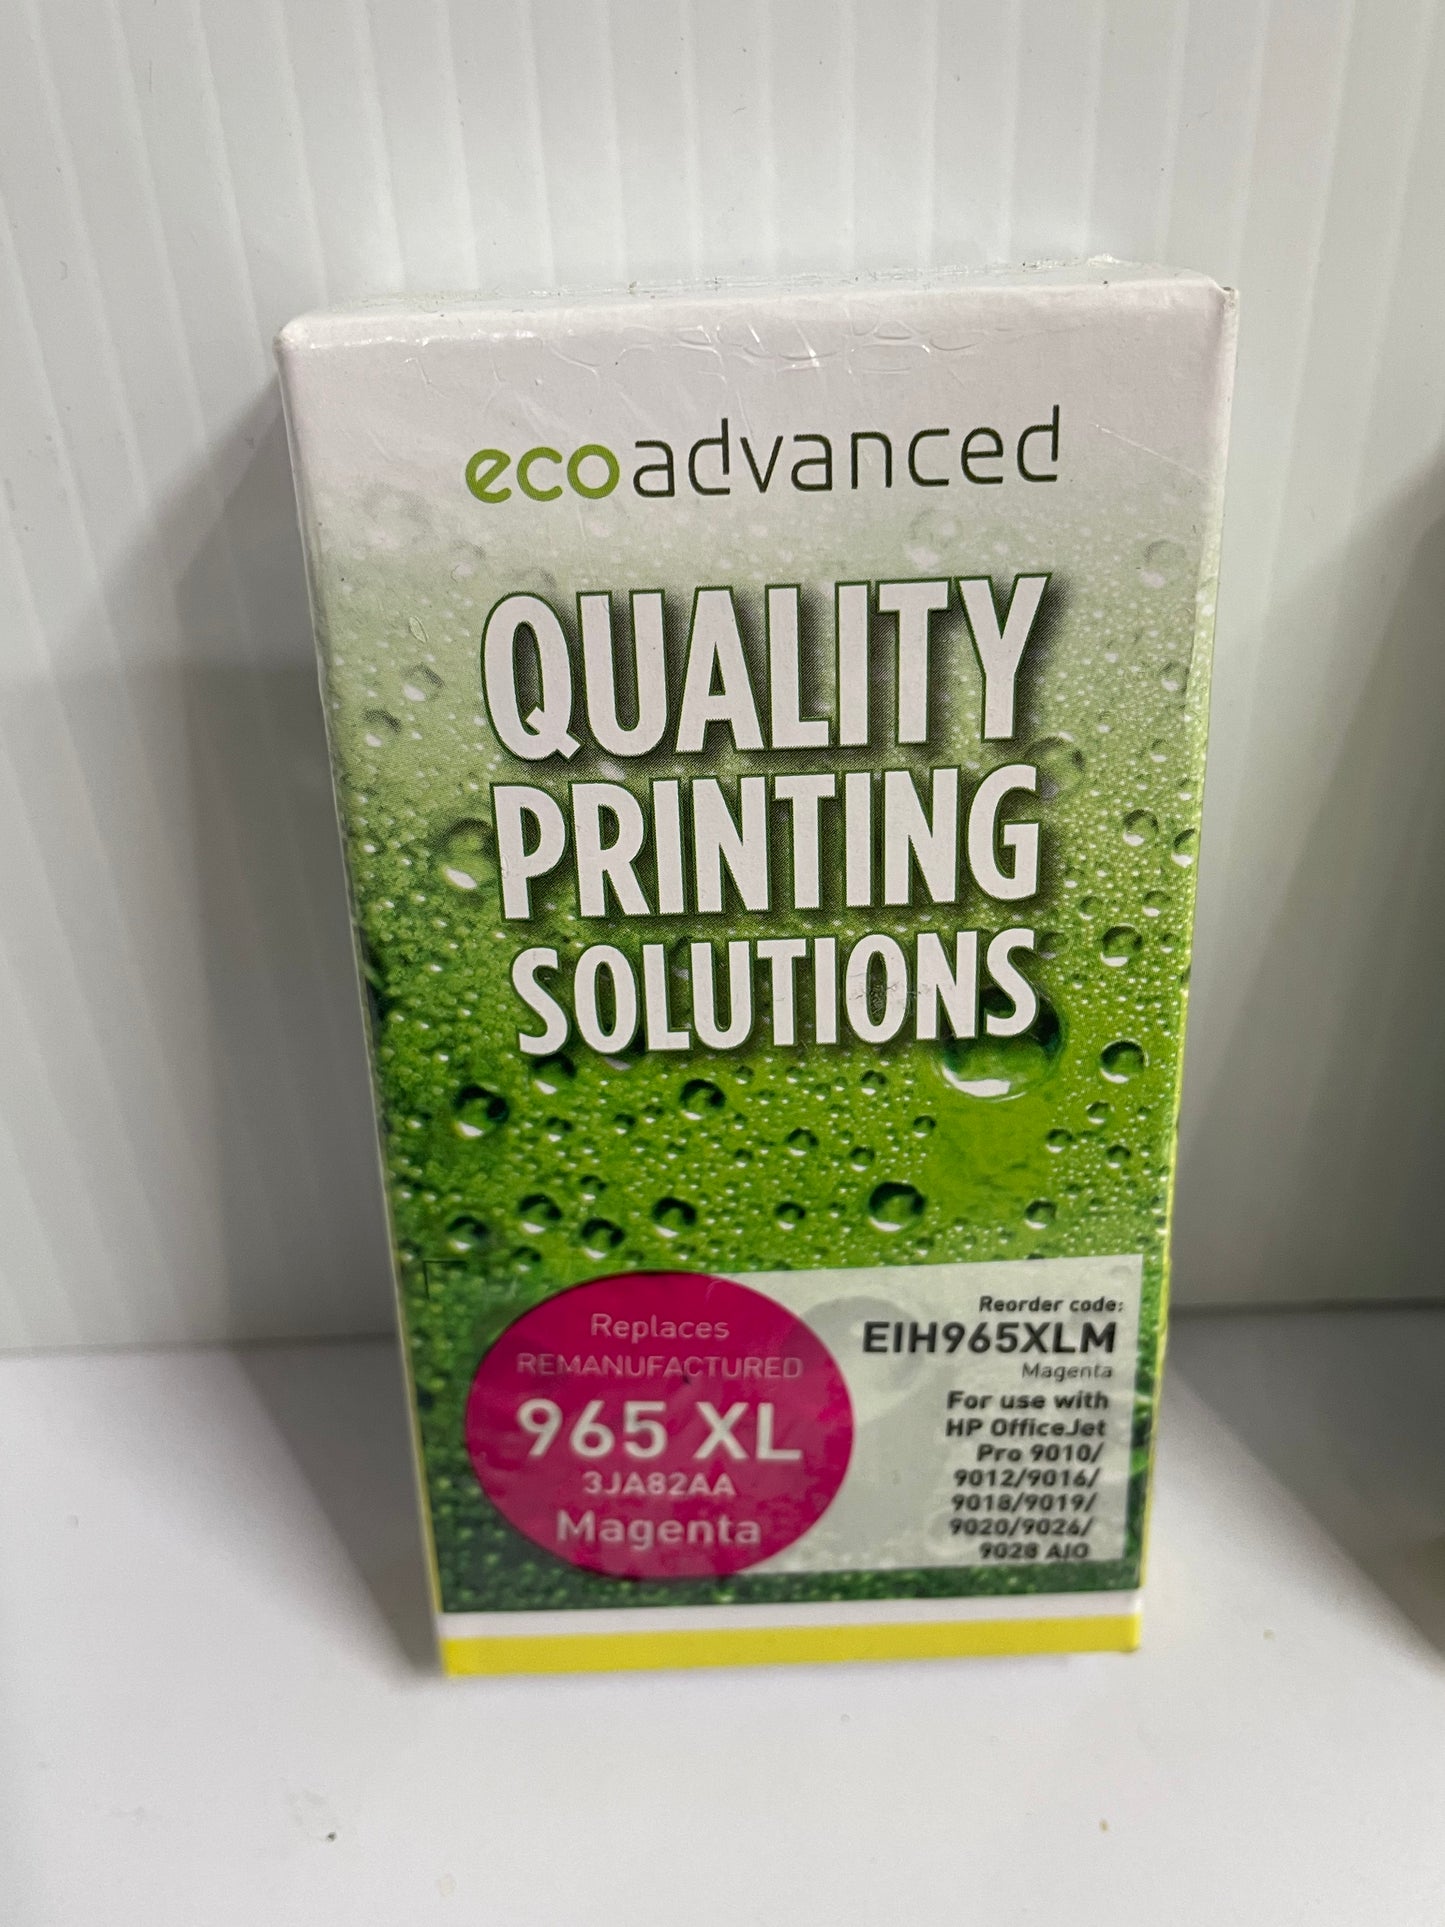 ecoadvanced
QUALITY
PRINTING
SOLUTIONS
Replaces
REMANUFACTURED
965 XL
3JA82AA
Magenta
Reorder code:
EIH965XLM
Magenta
For use with
HP OfficeJet
Pro 9010/
9012/9016/
9018/9019/
9020/9026/
9028 AIO